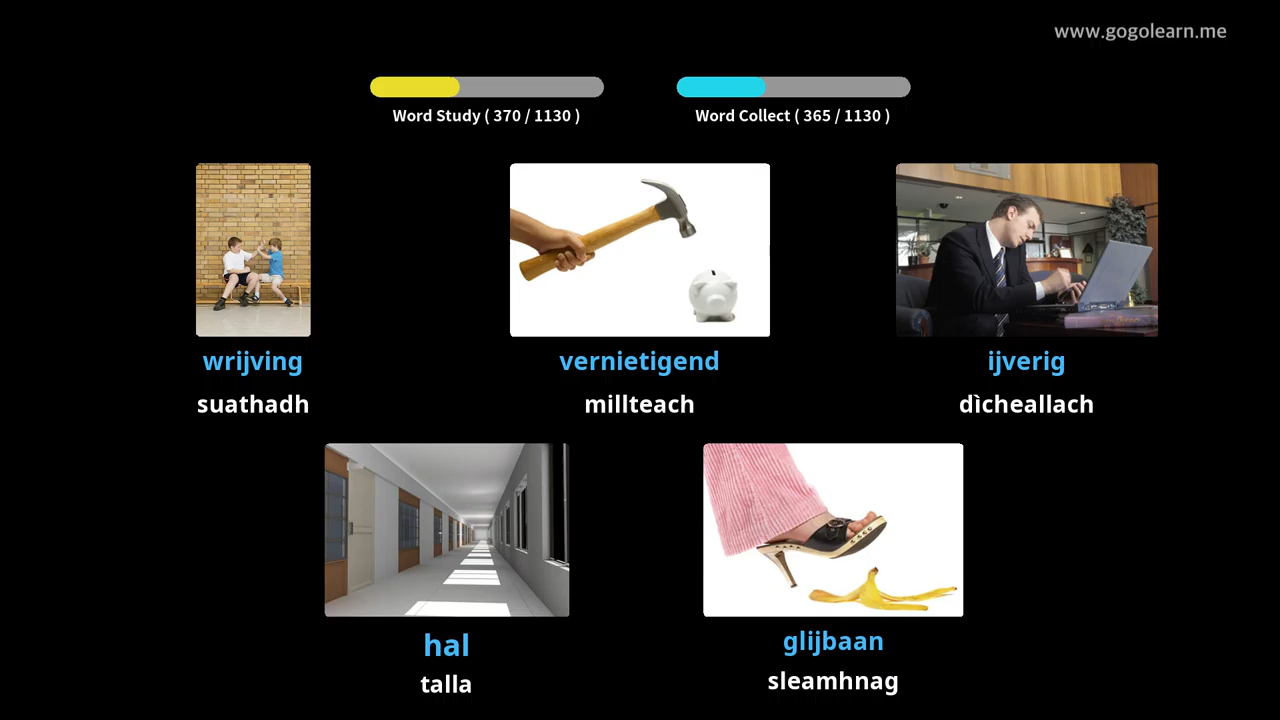 www.gogolearn.me
Word Study ( 370 / 1130 )
Word Collect ( 365 / 1130 )
wrijving
suathadh
vernietigend
millteach
ijverig
dìcheallach
hal
talla
glijbaan
sleamhnag